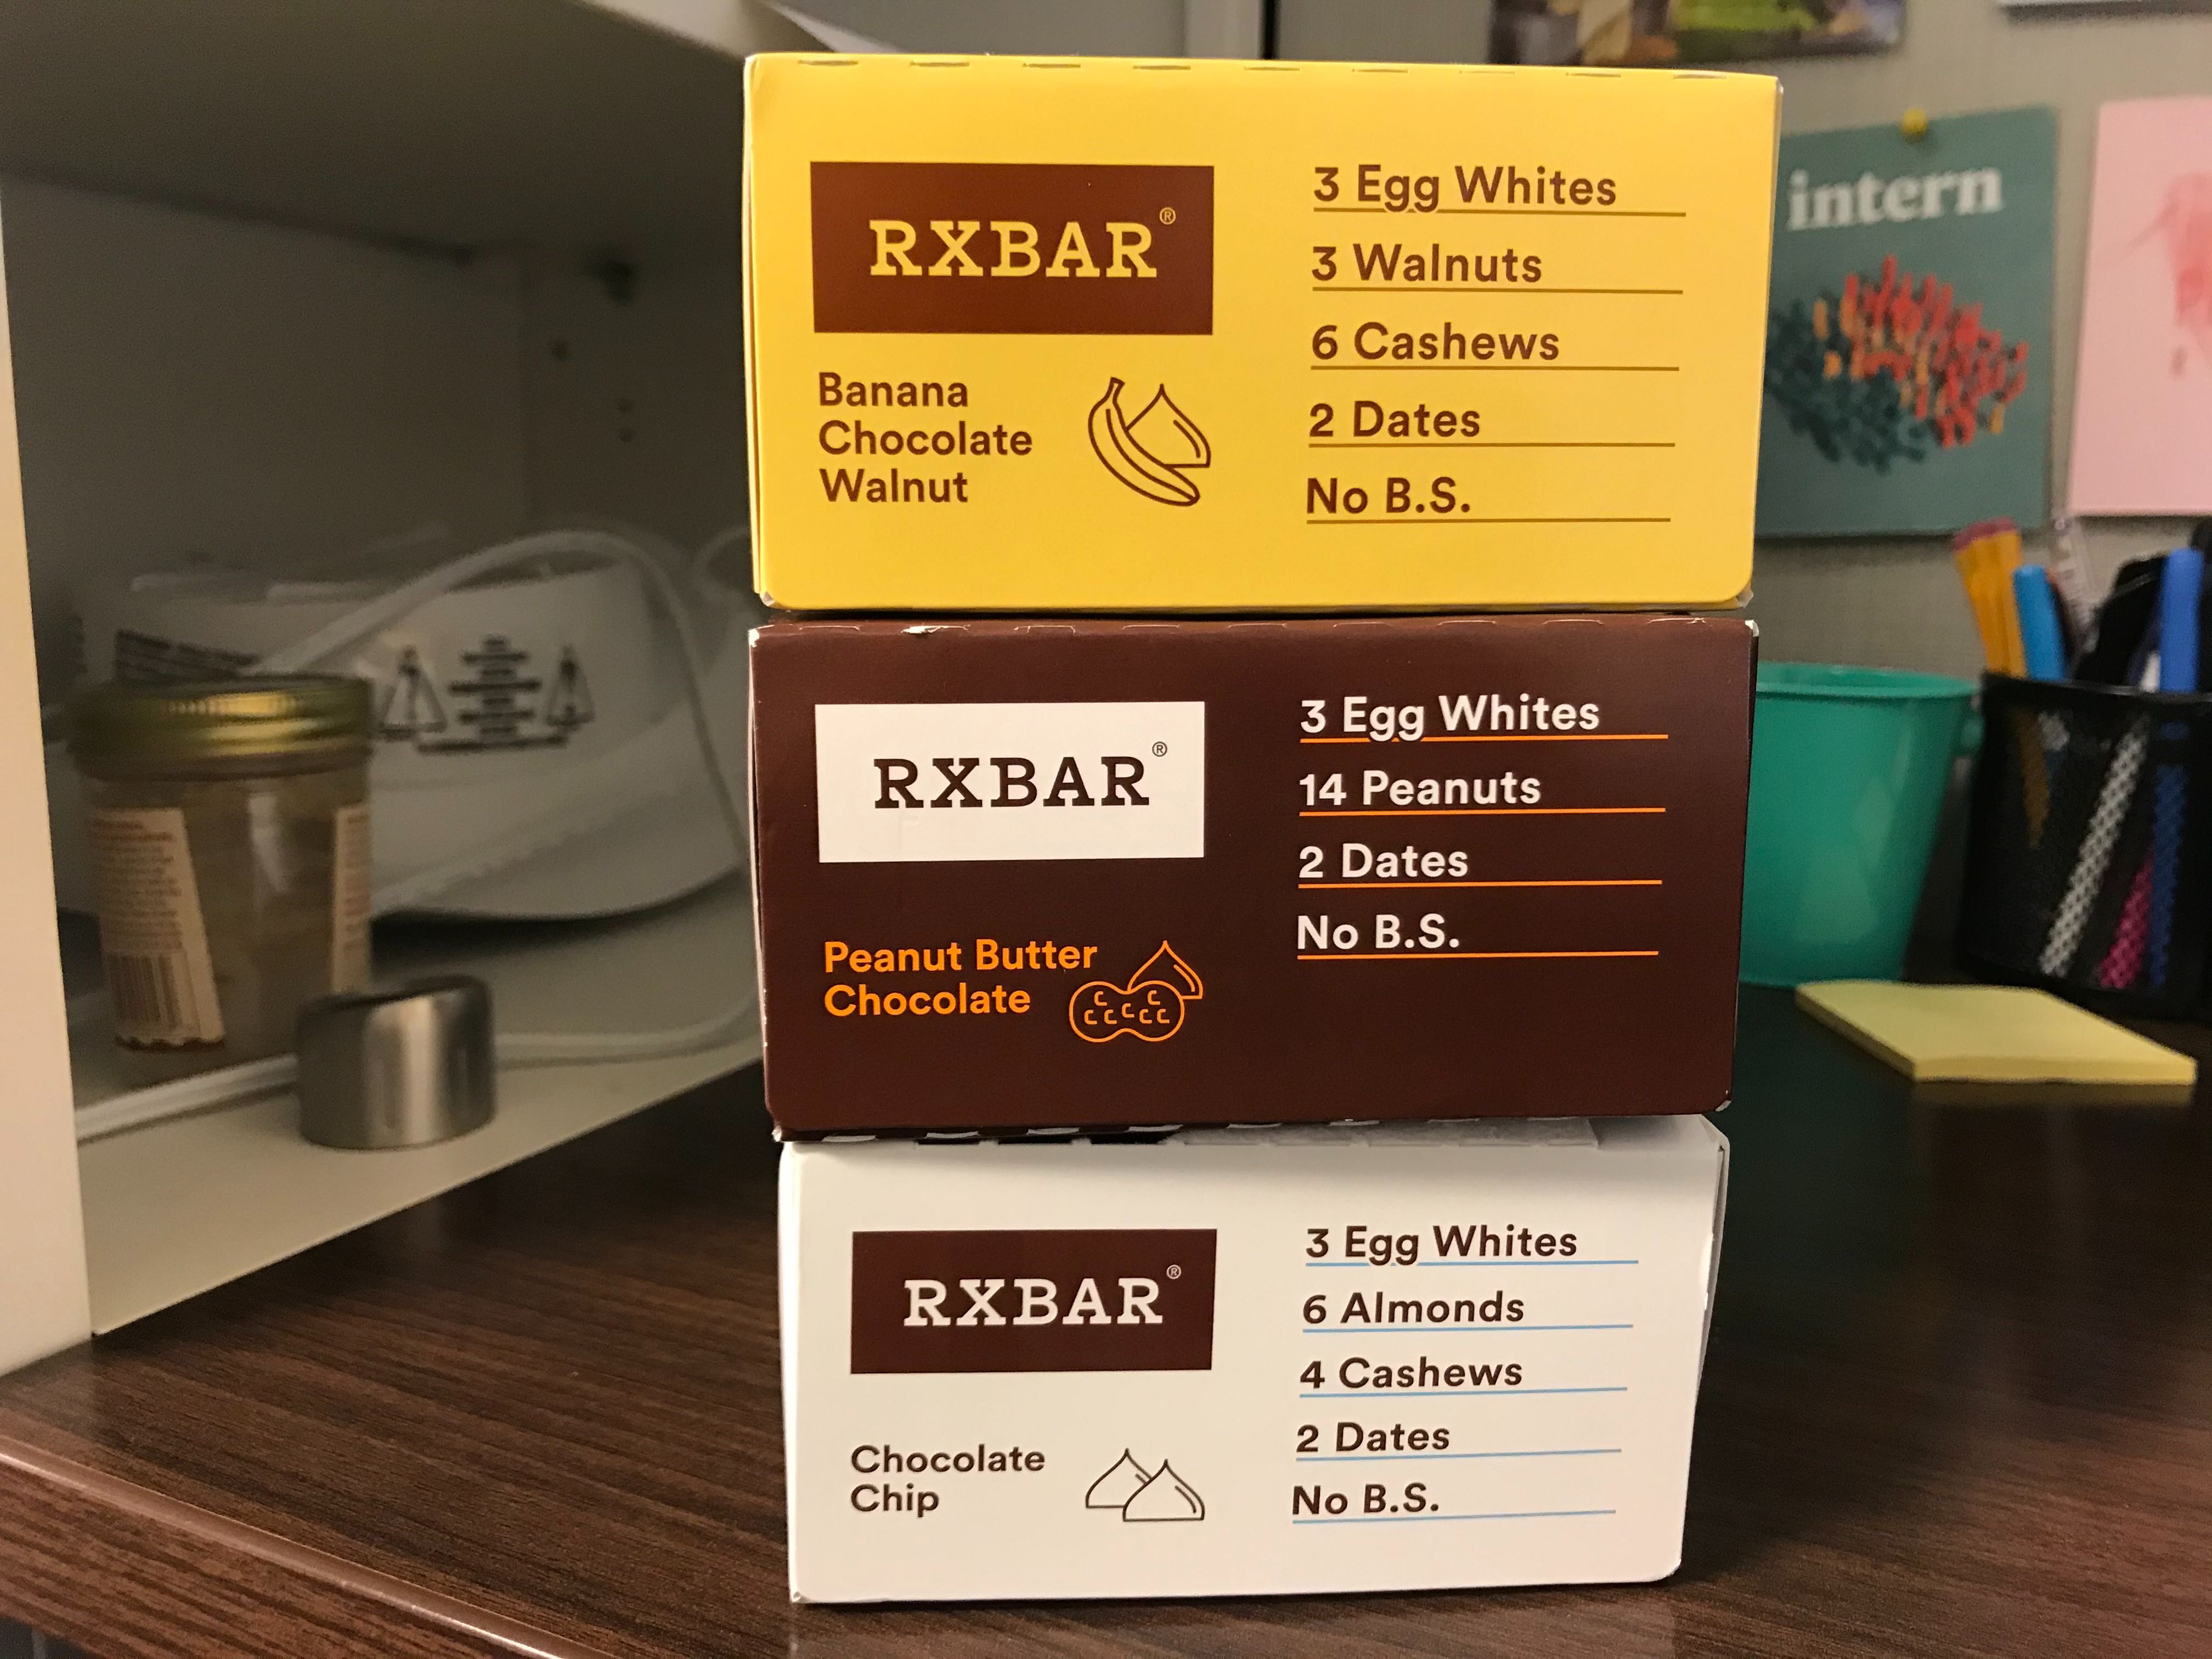 RXBAR®
Banana
Chocolate
Walnut
3 Egg Whites
3 Walnuts
6 Cashews
2 Dates
No B.S.
RXBAR®
Peanut Butter
Chocolate
3 Egg Whites
14 Peanuts
2 Dates
No B.S.
RXBAR®
Chocolate
Chip
3 Egg Whites
6 Almonds
4 Cashews
2 Dates
No B.S.
intern